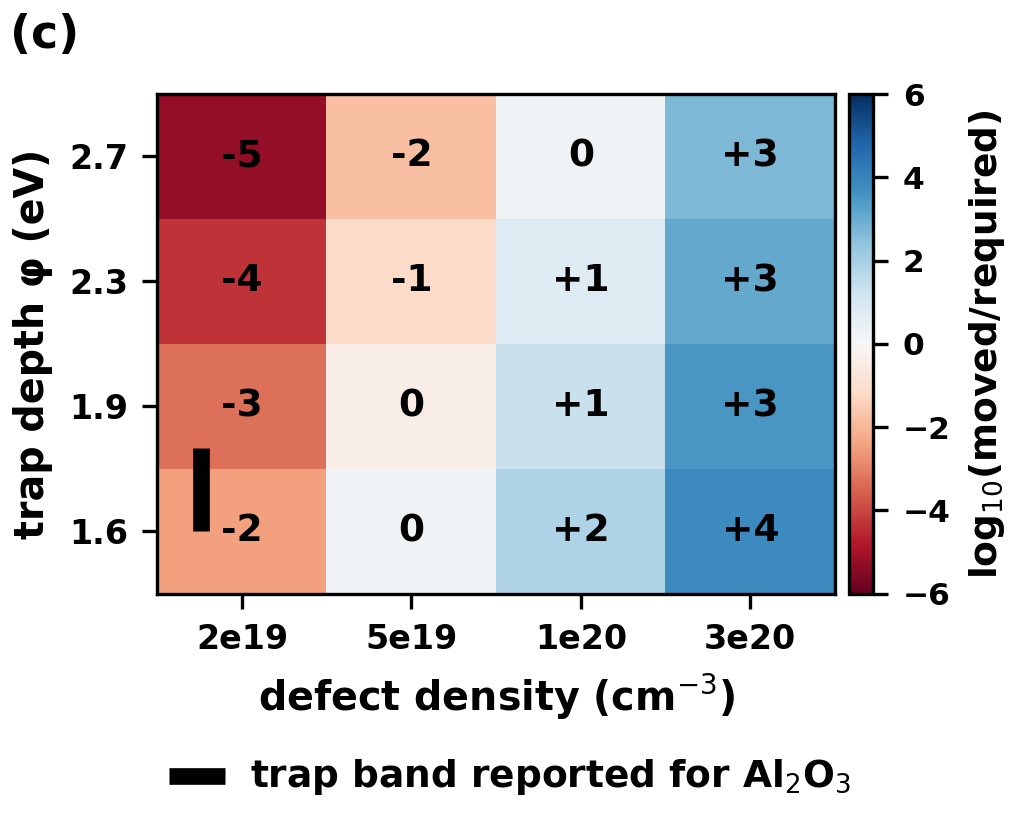 (c)
trap depth φ (eV)
2.7
2.3
1.9
1.6
-5 -2 0 +3
-4 -1 +1 +3
-3 0 +1 +3
-2 0 +2 +4
2e19 5e19 1e20 3e20
defect density (cm⁻³)
6
4
2
0
−2
−4
−6
log₁₀(moved/required)
trap band reported for Al₂O₃